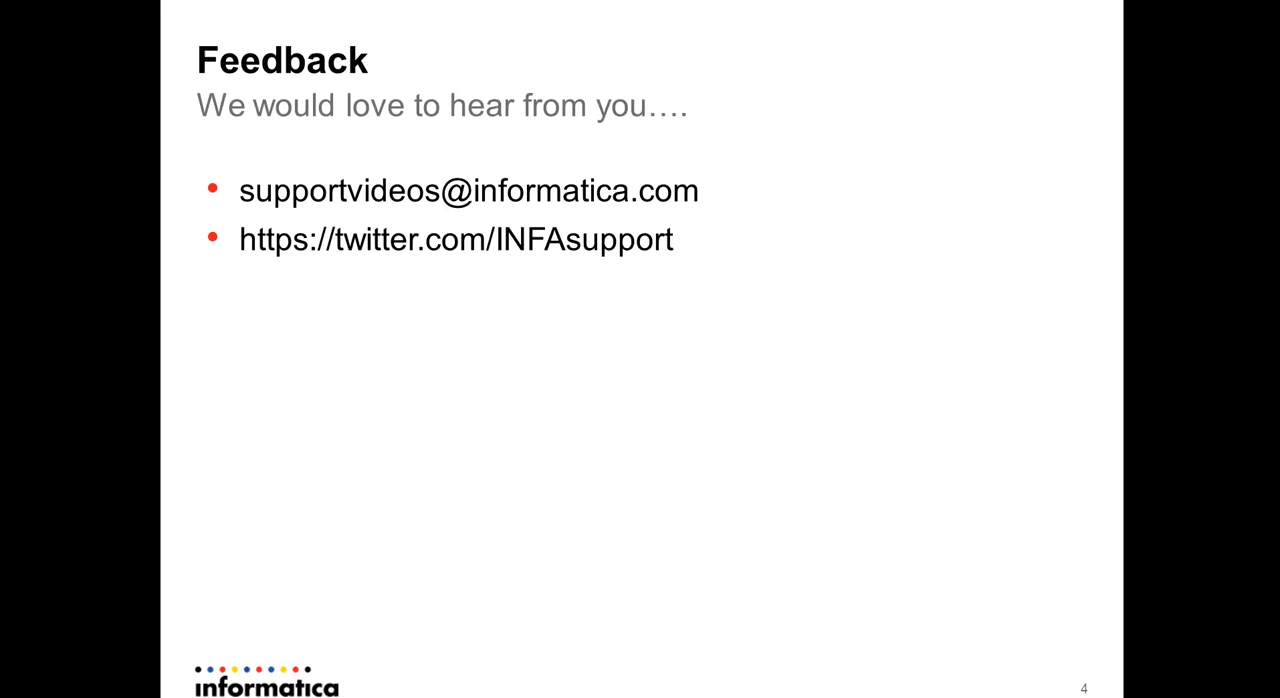 Feedback
We would love to hear from you….
• supportvideos@informatica.com
• https://twitter.com/INFAsupport
informatica
4